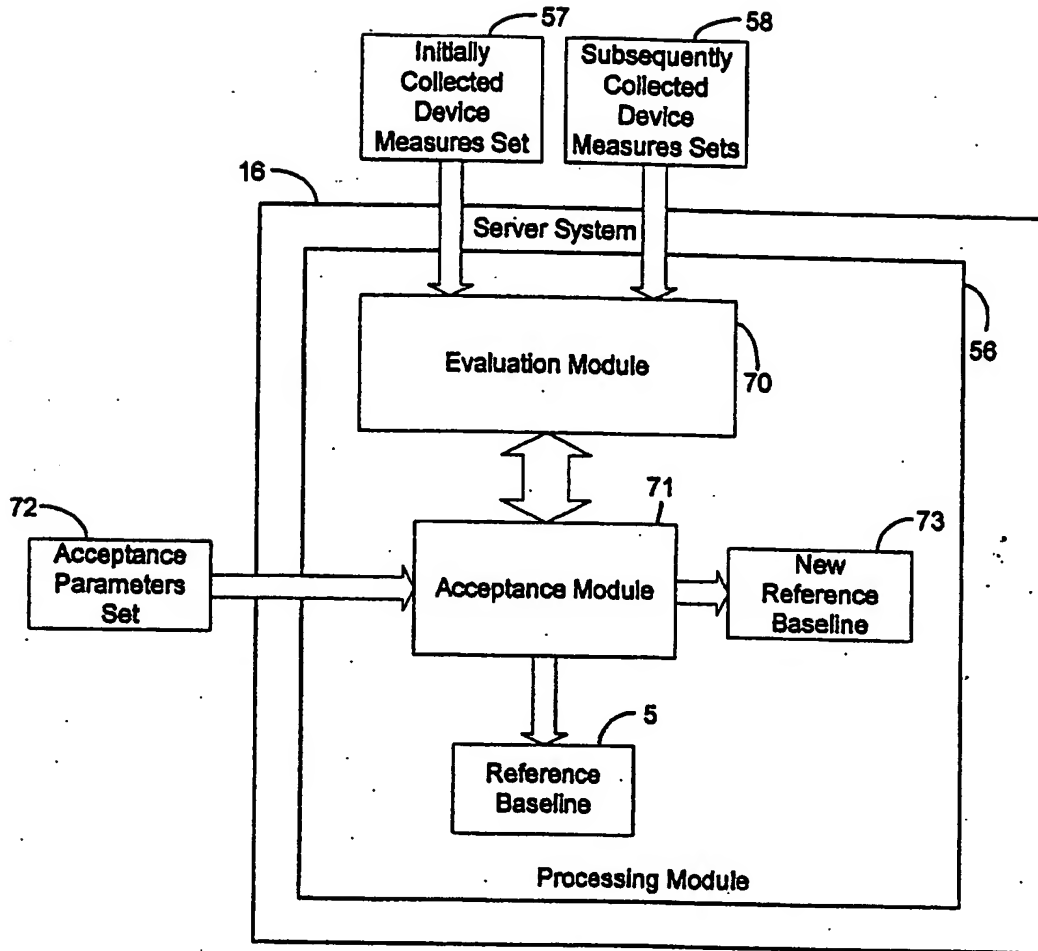 57
58
Initially
Collected
Device
Measures Set
Subsequently
Collected
Device
Measures Sets
16
Server System
56
Evaluation Module
70
72
Acceptance
Parameters
Set
71
Acceptance Module
73
New
Reference
Baseline
5
Reference
Baseline
Processing Module